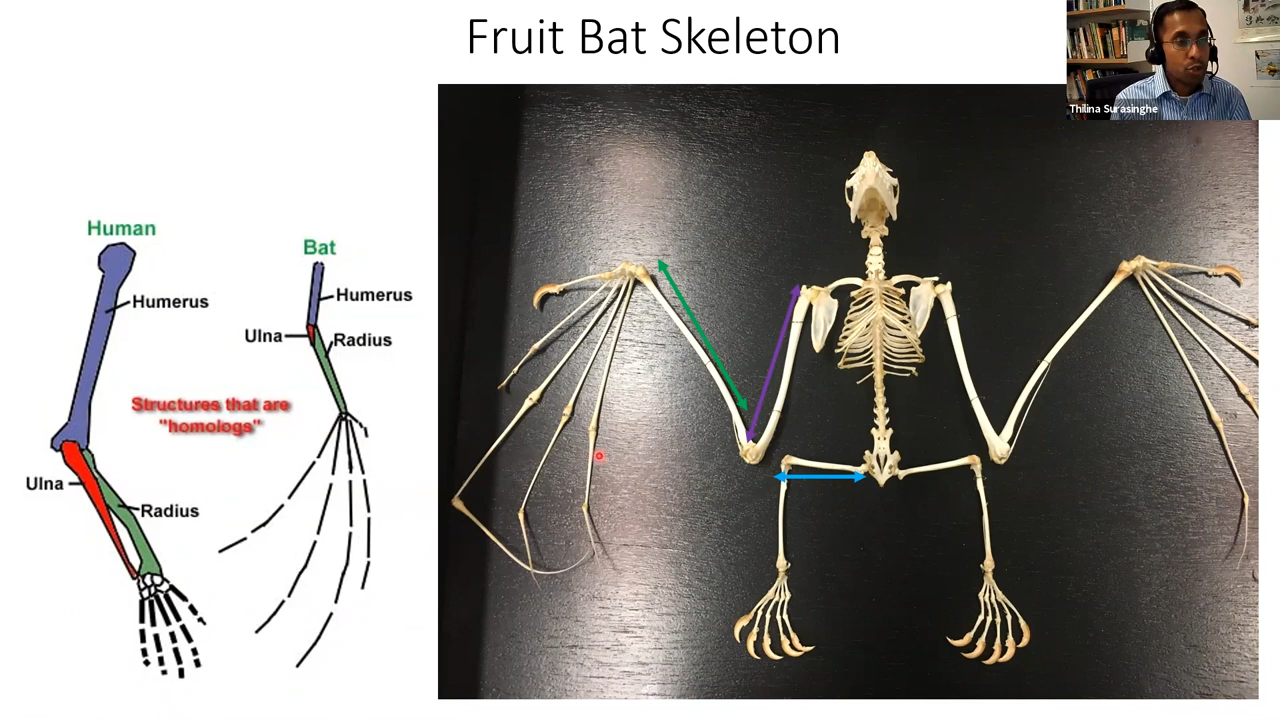 Fruit Bat Skeleton
Thilina Surasinghe
Human
Bat
Humerus
Humerus
Ulna
Radius
Structures that are
"homologs"
Ulna
Radius